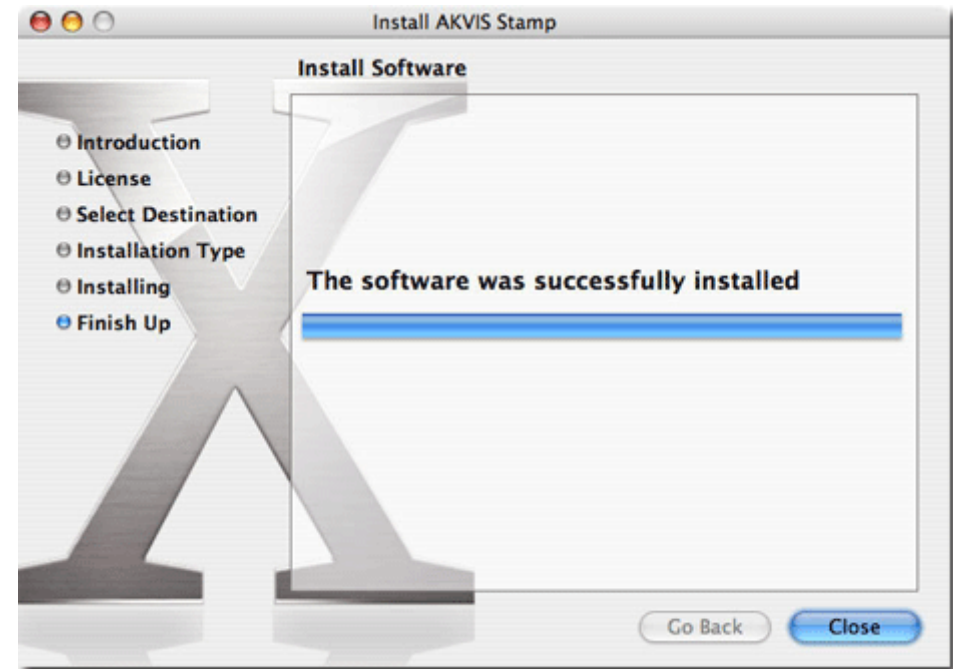 Install AKVIS Stamp
Install Software
Introduction
License
Select Destination
Installation Type
Installing
Finish Up
The software was successfully installed
Go Back
Close